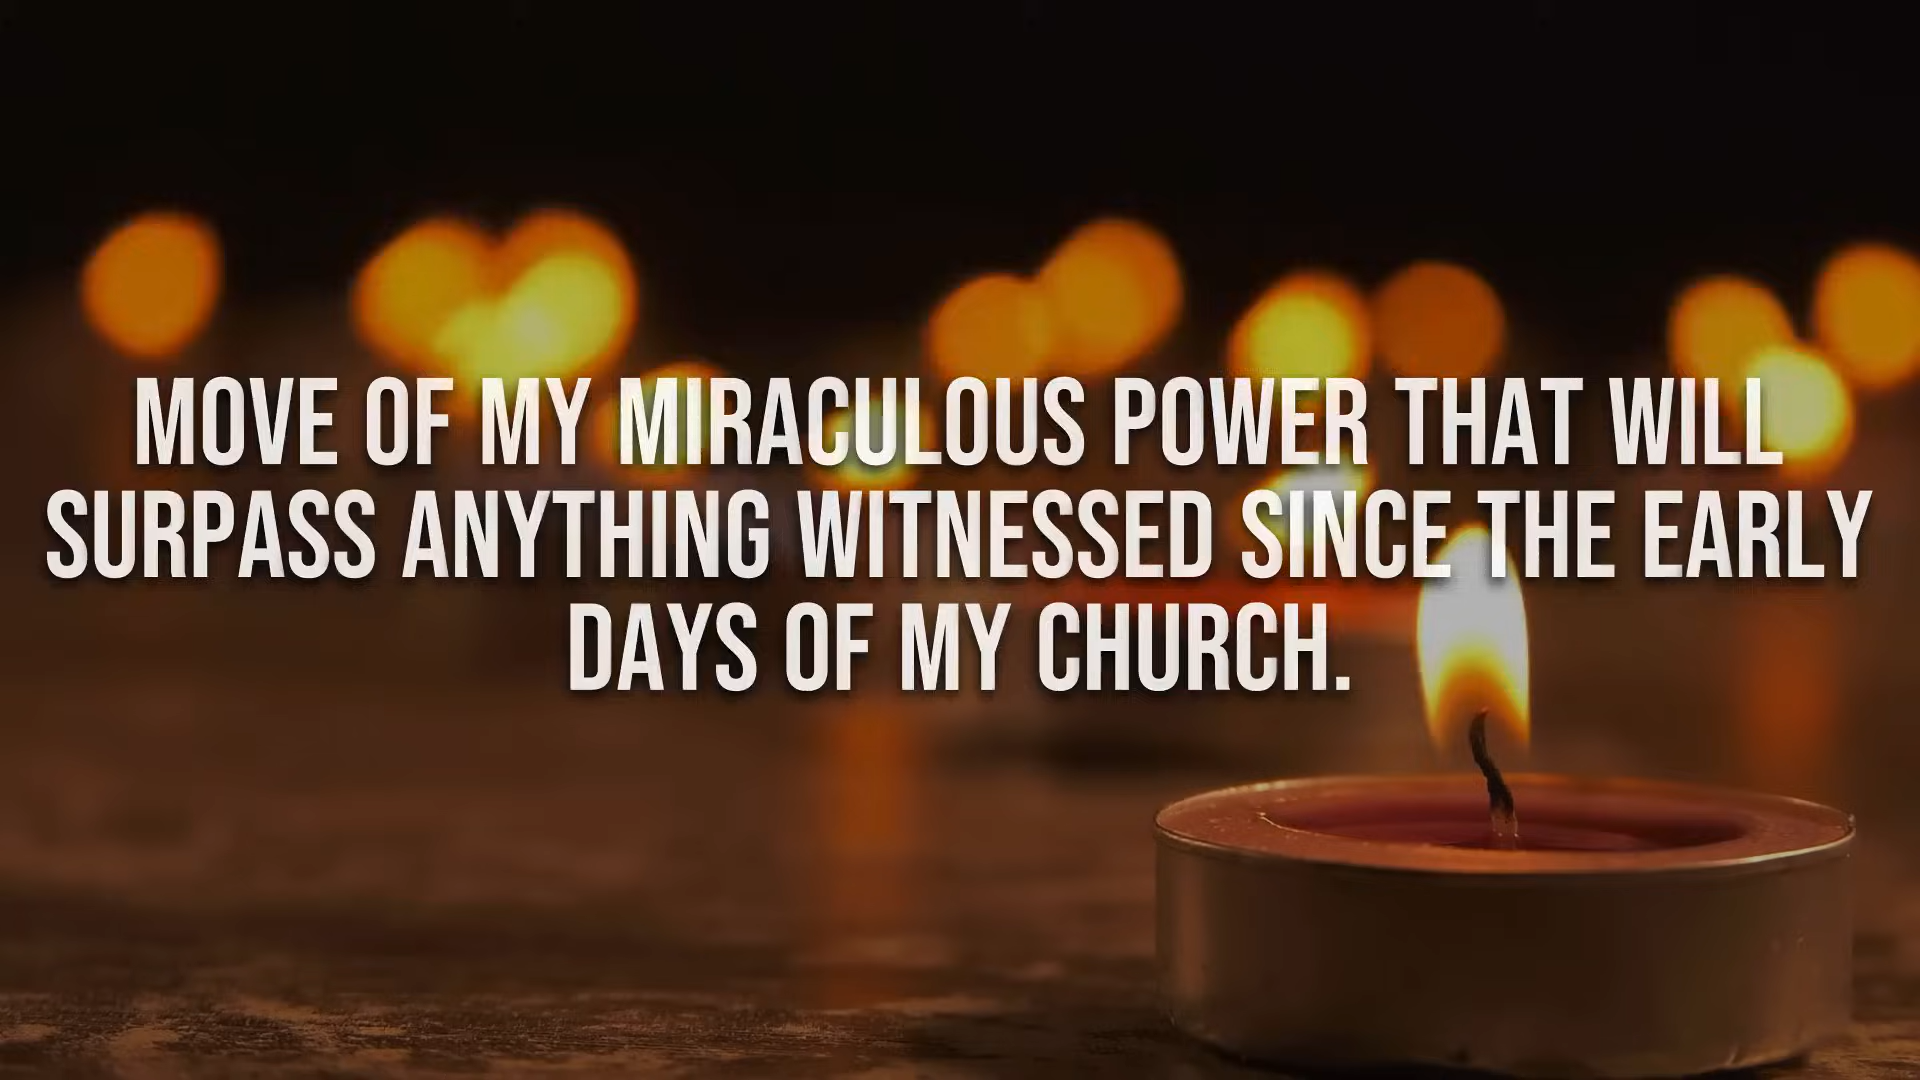 MOVE OF MY MIRACULOUS POWER THAT WILL
SURPASS ANYTHING WITNESSED SINCE THE EARLY
DAYS OF MY CHURCH.